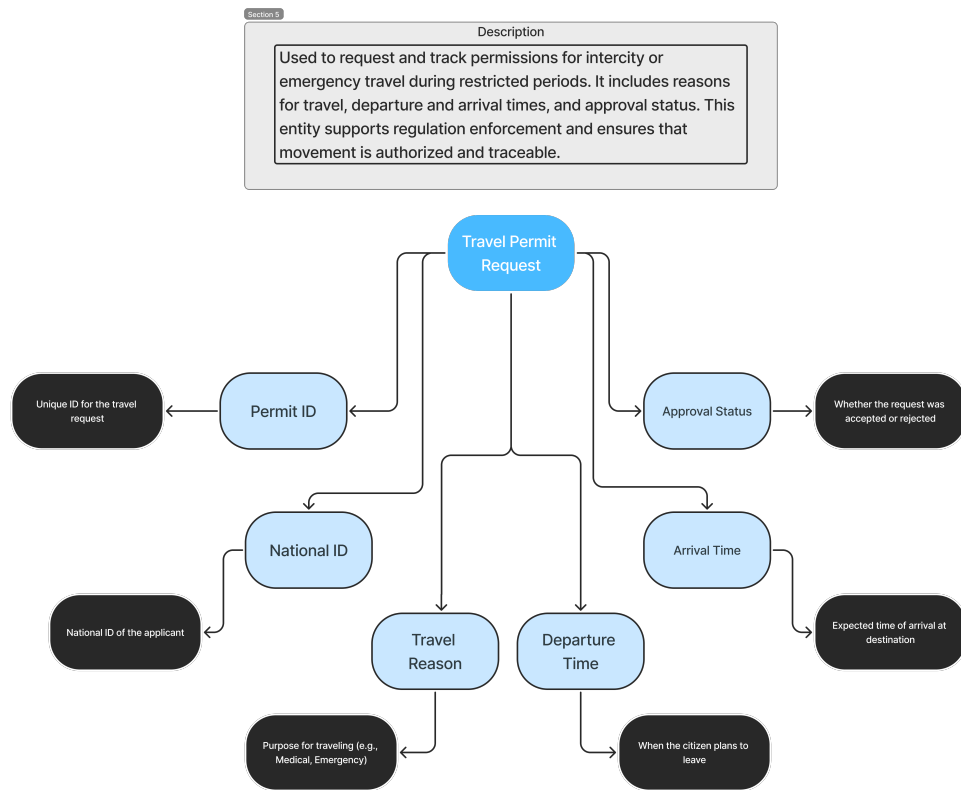 Section 5
Description
Used to request and track permissions for intercity or
emergency travel during restricted periods. It includes reasons
for travel, departure and arrival times, and approval status. This
entity supports regulation enforcement and ensures that
movement is authorized and traceable.
Travel Permit
Request
Unique ID for the travel
request
Permit ID
Approval Status
Whether the request was
accepted or rejected
National ID
Arrival Time
National ID of the applicant
Travel
Reason
Departure
Time
Expected time of arrival at
destination
Purpose for traveling (e.g.,
Medical, Emergency)
When the citizen plans to
leave